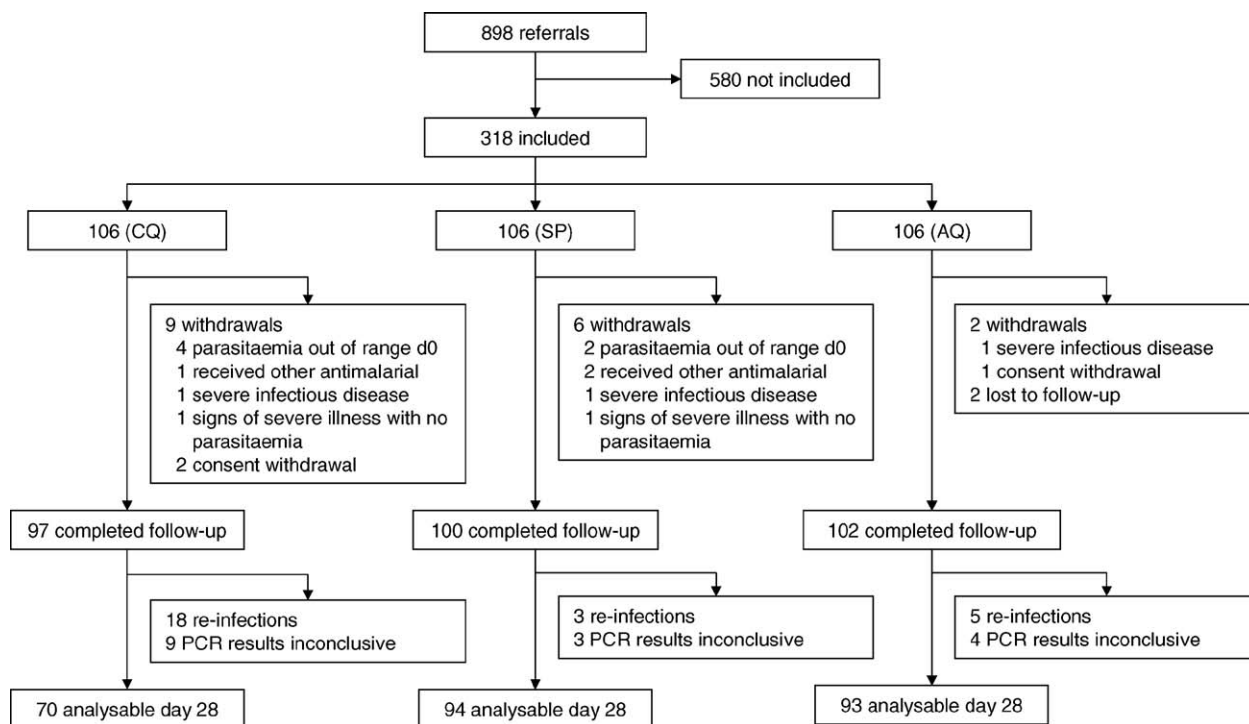 898 referrals
580 not included
318 included
106 (CQ)
106 (SP)
106 (AQ)
9 withdrawals
4 parasitaemia out of range d0
1 received other antimalarial
1 severe infectious disease
1 signs of severe illness with no
parasitaemia
2 consent withdrawal
6 withdrawals
2 parasitaemia out of range d0
2 received other antimalarial
1 severe infectious disease
1 signs of severe illness with no
parasitaemia
2 withdrawals
1 severe infectious disease
1 consent withdrawal
2 lost to follow-up
97 completed follow-up
100 completed follow-up
102 completed follow-up
18 re-infections
9 PCR results inconclusive
3 re-infections
3 PCR results inconclusive
5 re-infections
4 PCR results inconclusive
70 analysable day 28
94 analysable day 28
93 analysable day 28